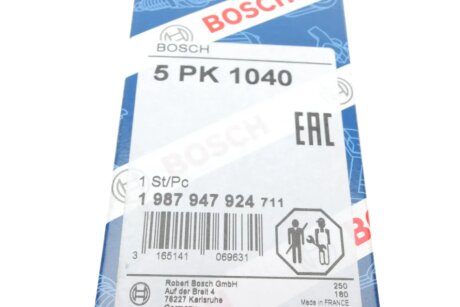 BOSCH
BOSCH
5 PK 1040
BOSCH
EAC
1 St/Pc
1 987 947 924 711
3 165141 069631
Robert Bosch GmbH
Auf der Breit 4
76227 Karlsruhe
250
180
Made in FRANCE
BOSCH